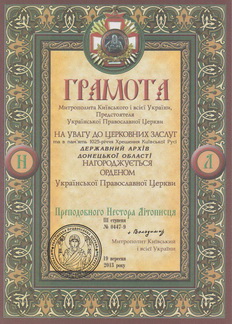 ГРАМОТА
Митрополита Київського і всієї України,
Предстоятеля
Української Православної Церкви
НА УВАГУ ДО ЦЕРКОВНИХ ЗАСЛУГ
та в пам'ять 1025-річчя Хрещення Київської Русі
ДЕРЖАВНИЙ АРХІВ
ДОНЕЦЬКОЇ ОБЛАСТІ
НАГОРОДЖУЄТЬСЯ
ОРДЕНОМ
Української Православної Церкви
Н Л
Преподобного Нестора Літописця
III ступеня
Митрополит Київський
і всієї України
19 вересня
2013 року